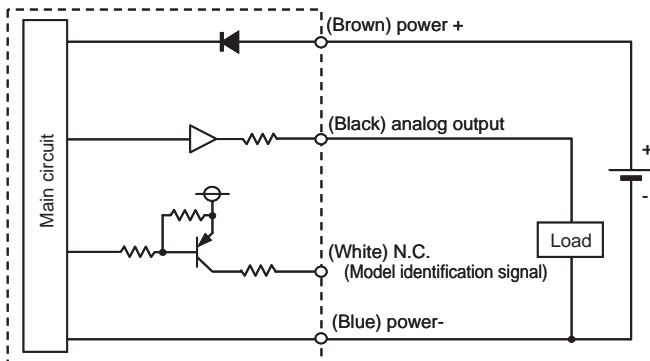 (Brown) power +
(Black) analog output
Main circuit
+
-
Load
(White) N.C.
(Model identification signal)
(Blue) power-